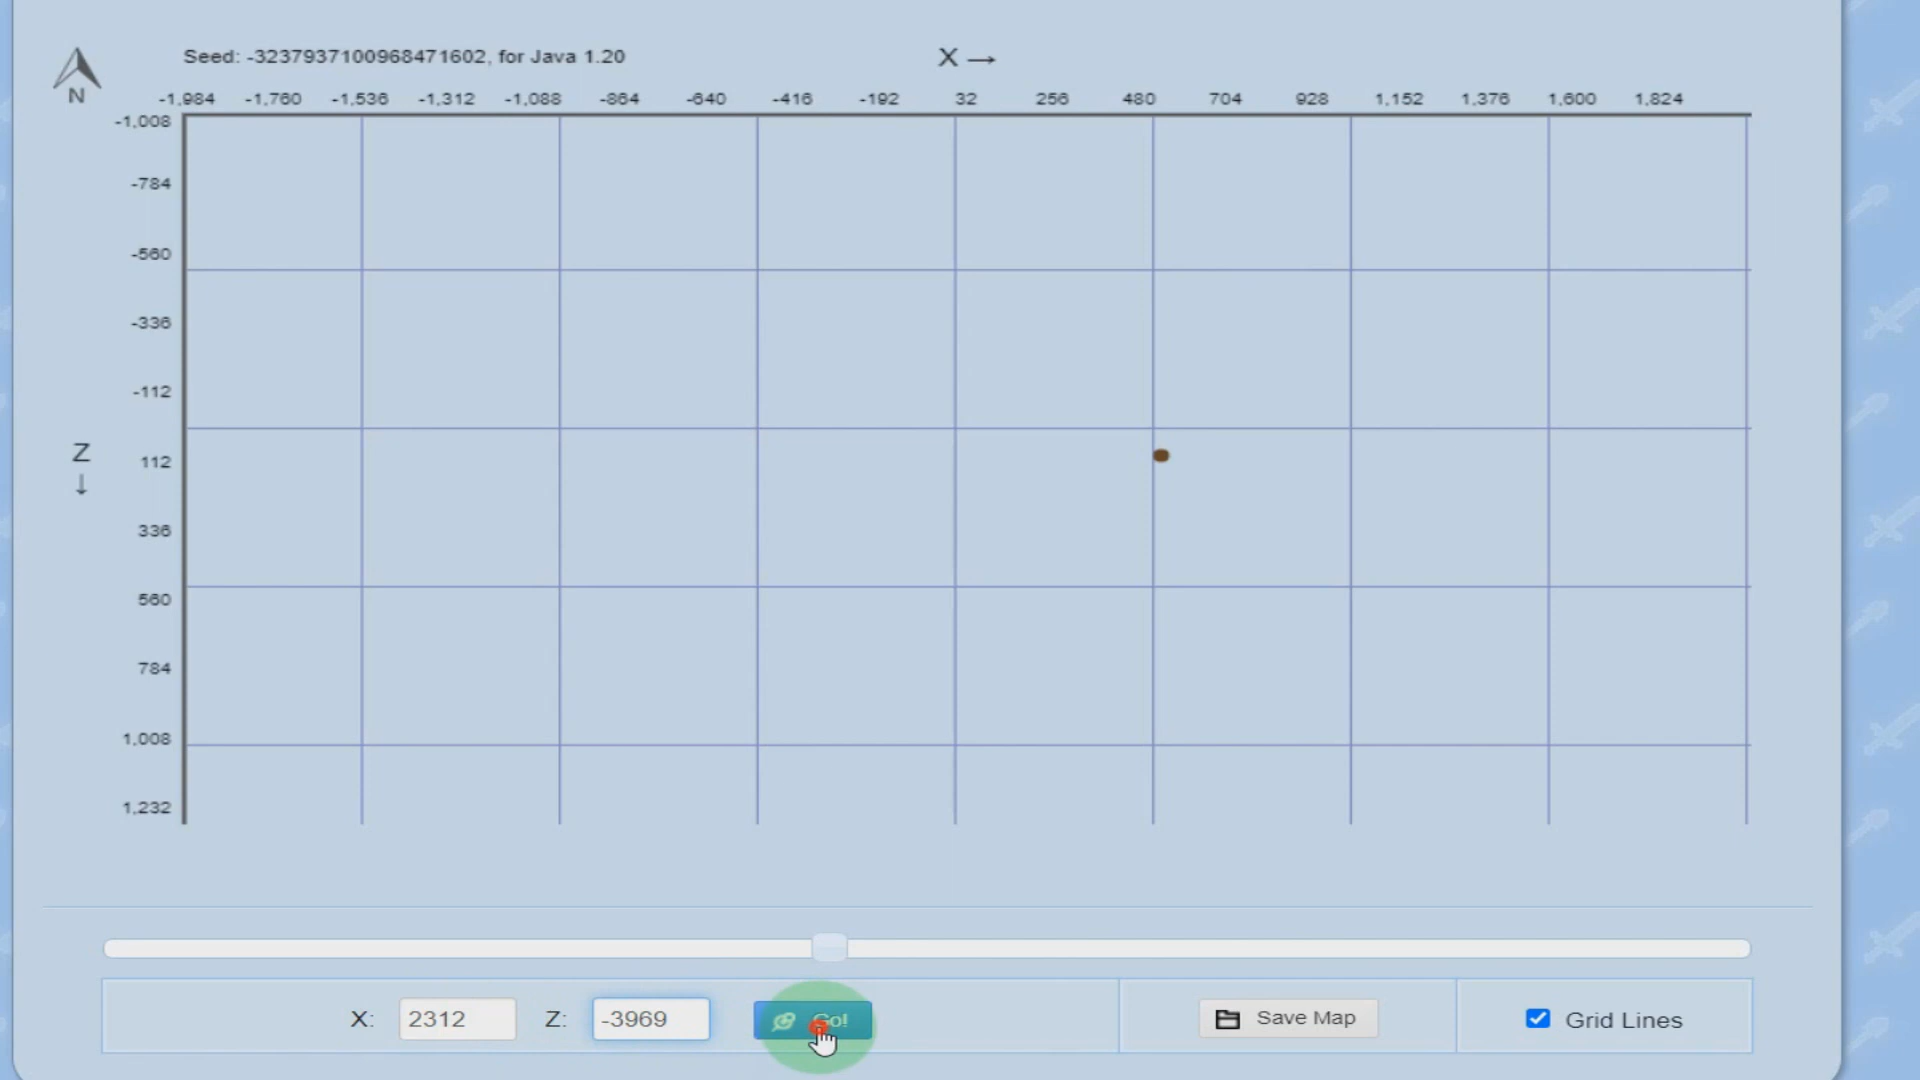 Seed: -3237937100968471602, for Java 1.20
X →
N
-1,984 -1,760 -1,536 -1,312 -1,088 -864 -640 -416 -192 32 256 480 704 928 1,152 1,376 1,600 1,824
-1,008
-784
-560
-336
-112
Z
↓
112
336
560
784
1,008
1,232
X: 2312 Z: -3969 Go! Save Map Grid Lines